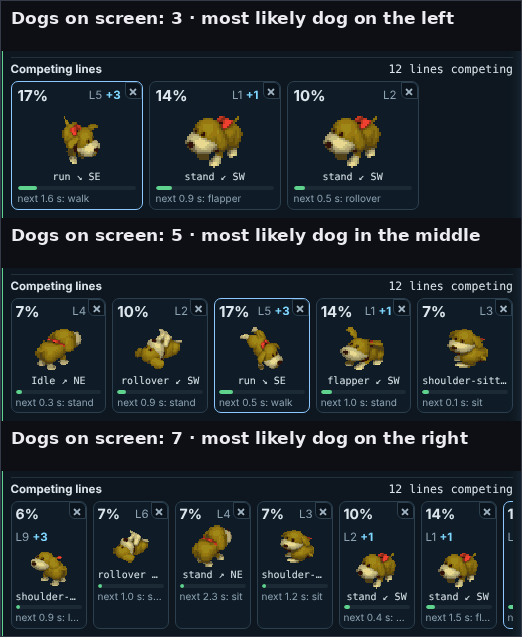 Dogs on screen: 3 · most likely dog on the left
Competing lines 12 lines competing
17% L5 +3 ×
run ↘ SE
next 1.6 s: walk
14% L1 +1 ×
stand ↙ SW
next 0.9 s: flapper
10% L2 ×
stand ↙ SW
next 0.5 s: rollover
Dogs on screen: 5 · most likely dog in the middle
Competing lines 12 lines competing
7% L4 ×
Idle ↗ NE
next 0.3 s: stand
10% L2 ×
rollover ↙ SW
next 0.9 s: stand
17% L5 +3 ×
run ↘ SE
next 0.5 s: walk
14% L1 +1 ×
flapper ↙ SW
next 1.0 s: stand
7% L3 ×
shoulder-sitt…
next 0.1 s: sit
Dogs on screen: 7 · most likely dog on the right
Competing lines 12 lines competing
6% ×
L9 +3
shoulder-…
next 0.9 s: l…
7% L6 ×
rollover …
next 1.0 s: s…
7% L4 ×
stand ↗ NE
next 2.3 s: sit
7% L3 ×
shoulder-…
next 1.2 s: sit
10% ×
L2 +1
stand ↙ SW
next 0.4 s: …
14% ×
L1 +1
stand ↙ SW
next 1.5 s: fl…